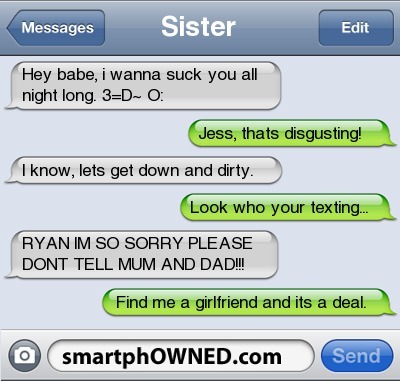 Messages
Sister
Edit
Hey babe, i wanna suck you all
night long. 3=D~ O:
Jess, thats disgusting!
I know, lets get down and dirty.
Look who your texting...
RYAN IM SO SORRY PLEASE
DONT TELL MUM AND DAD!!!
Find me a girlfriend and its a deal.
smartphOWNED.com
Send